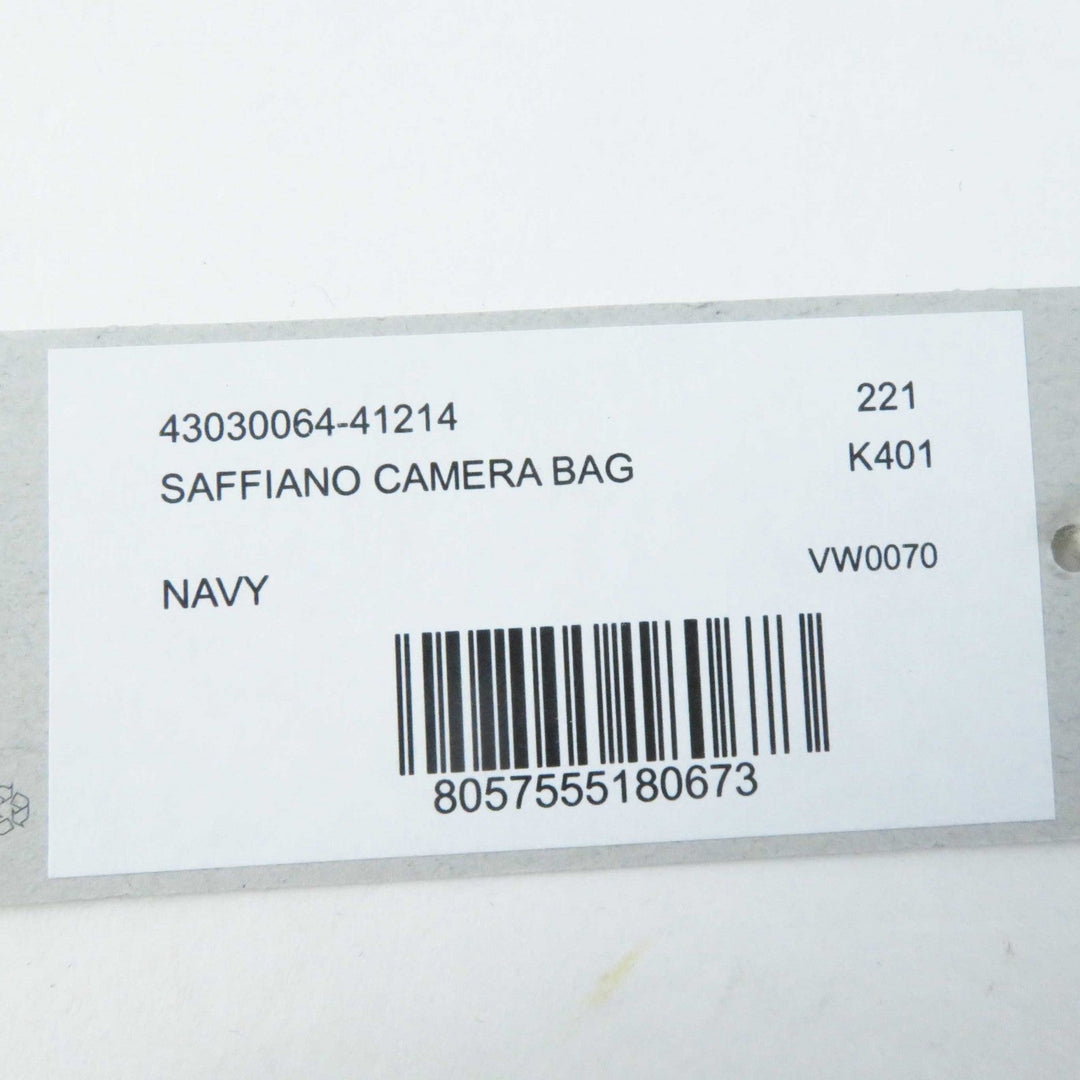 43030064-41214 221
SAFFIANO CAMERA BAG K401
NAVY VW0070
8057555180673